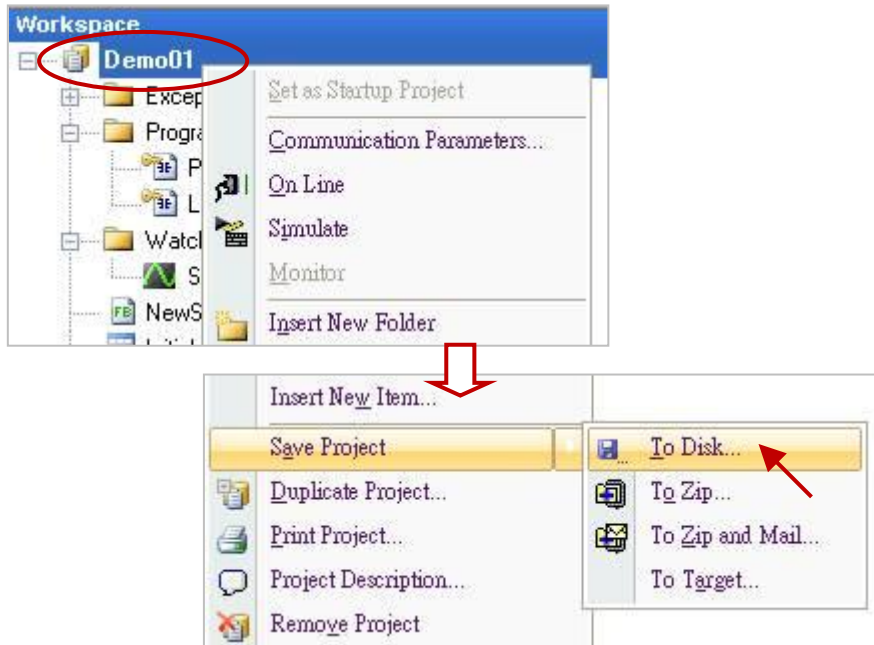 Workspace
Demo01
Set as Startup Project
Communication Parameters...
On Line
Simulate
Monitor
Insert New Folder
Excep
Progra
P
L
Watcl
S
NewS
Insert New Item...
Save Project
Duplicate Project...
Print Project...
Project Description...
Remove Project
To Disk...
To Zip...
To Zip and Mail...
To Target...